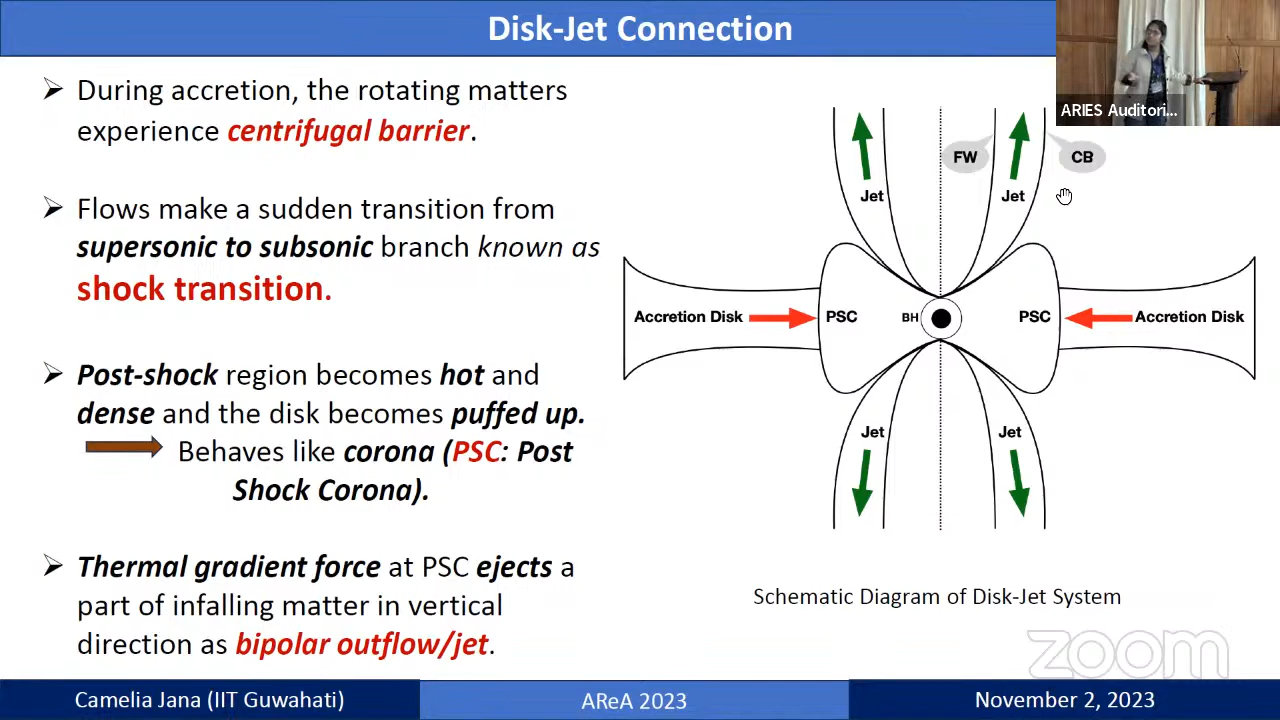 Disk-Jet Connection
➢ During accretion, the rotating matters
experience centrifugal barrier.
➢ Flows make a sudden transition from
supersonic to subsonic branch known as
shock transition.
➢ Post-shock region becomes hot and
dense and the disk becomes puffed up.
Behaves like corona (PSC: Post
Shock Corona).
➢ Thermal gradient force at PSC ejects a
part of infalling matter in vertical
direction as bipolar outflow/jet.
ARIES Auditori...
FW
CB
Jet
Jet
Accretion Disk
PSC
BH
PSC
Accretion Disk
Jet
Jet
Schematic Diagram of Disk-Jet System
zoom
Camelia Jana (IIT Guwahati)
AReA 2023
November 2, 2023